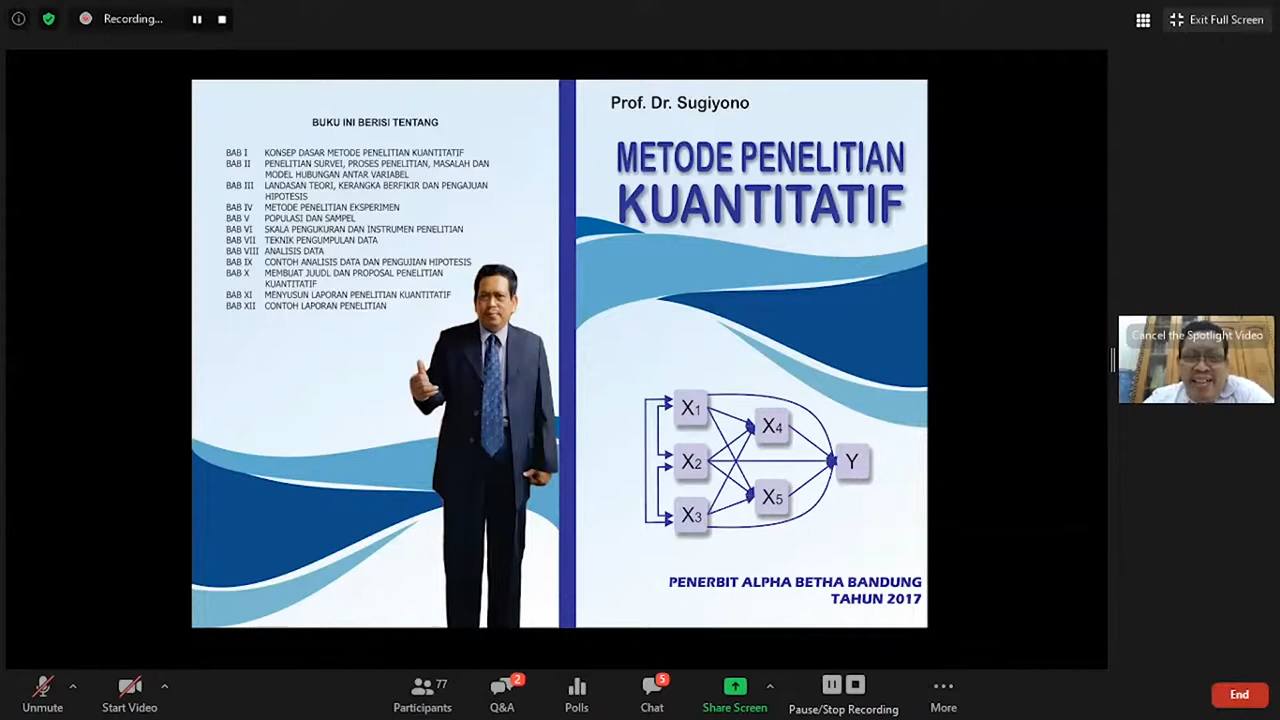 Recording...
Exit Full Screen
BUKU INI BERISI TENTANG
BAB I KONSEP DASAR METODE PENELITIAN KUANTITATIF
BAB II PENELITIAN SURVEI, PROSES PENELITIAN, MASALAH DAN
MODEL HUBUNGAN ANTAR VARIABEL
BAB III LANDASAN TEORI, KERANGKA BERFIKIR DAN PENGAJUAN
HIPOTESIS
BAB IV METODE PENELITIAN EKSPERIMEN
BAB V POPULASI DAN SAMPEL
BAB VI SKALA PENGUKURAN DAN INSTRUMEN PENELITIAN
BAB VII TEKNIK PENGUMPULAN DATA
BAB VIII ANALISIS DATA
BAB IX CONTOH ANALISIS DATA DAN PENGUJIAN HIPOTESIS
BAB X MEMBUAT JUUDL DAN PROPOSAL PENELITIAN
KUANTITATIF
BAB XI MENYUSUN LAPORAN PENELITIAN KUANTITATIF
BAB XII CONTOH LAPORAN PENELITIAN
Prof. Dr. Sugiyono
METODE PENELITIAN
KUANTITATIF
X1
X4
X2
Y
X5
X3
PENERBIT ALPHA BETHA BANDUNG
TAHUN 2017
Cancel the Spotlight Video
Unmute
Start Video
77
Participants
2
Q&A
Polls
5
Chat
Share Screen
Pause/Stop Recording
More
End